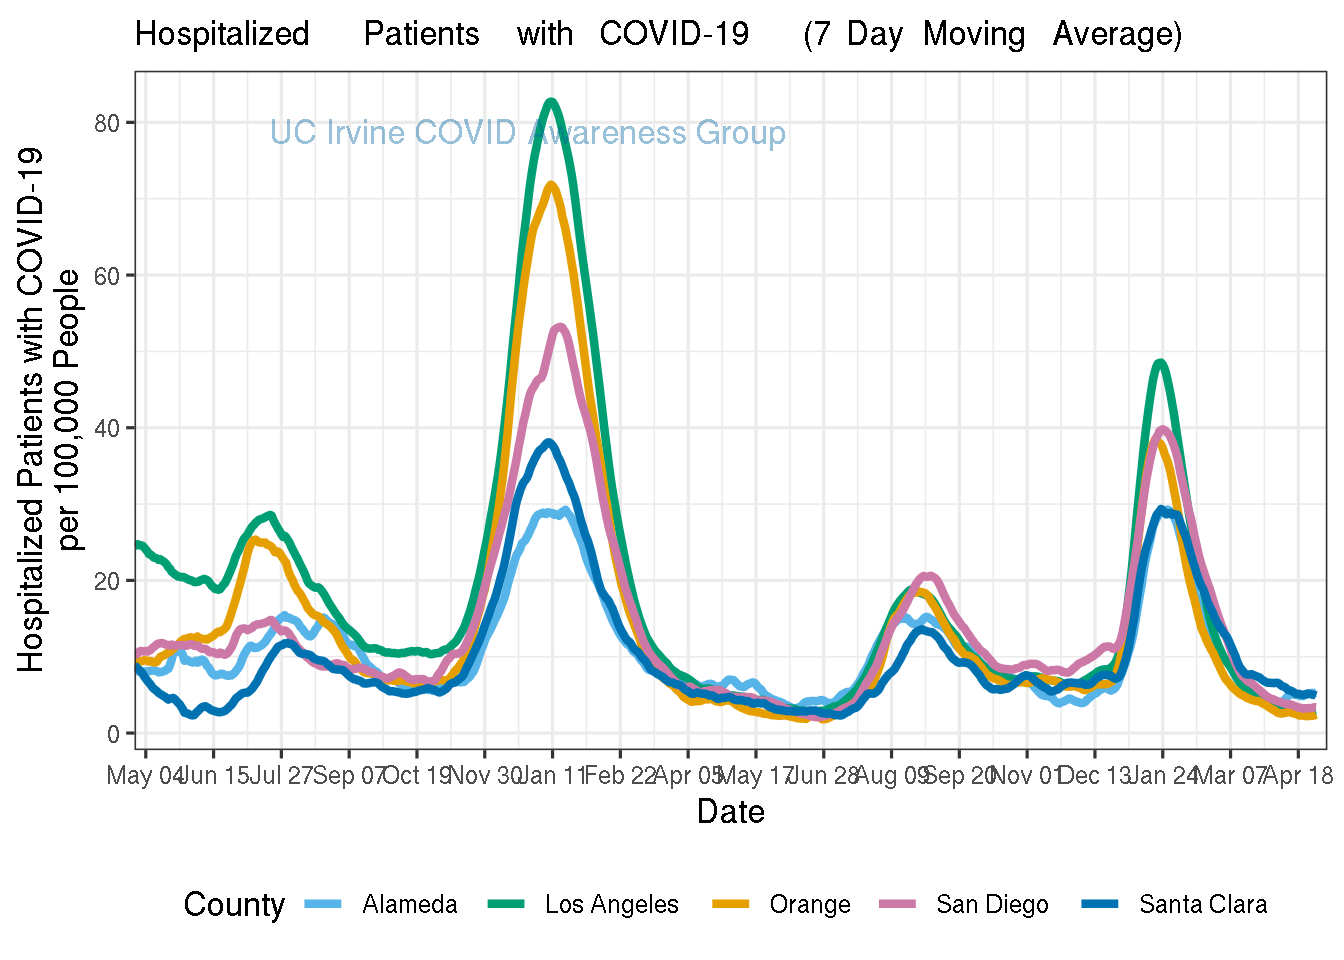 Hospitalized Patients with COVID-19 (7 Day Moving Average)
UC Irvine COVID Awareness Group
Hospitalized Patients with COVID-19
per 100,000 People
80
60
40
20
0
May 04 Jun 15 Jul 27 Sep 07 Oct 19 Nov 30 Jan 11 Feb 22 Apr 05 May 17 Jun 28 Aug 09 Sep 20 Nov 01 Dec 13 Jan 24 Mar 07 Apr 18
Date
County Alameda Los Angeles Orange San Diego Santa Clara